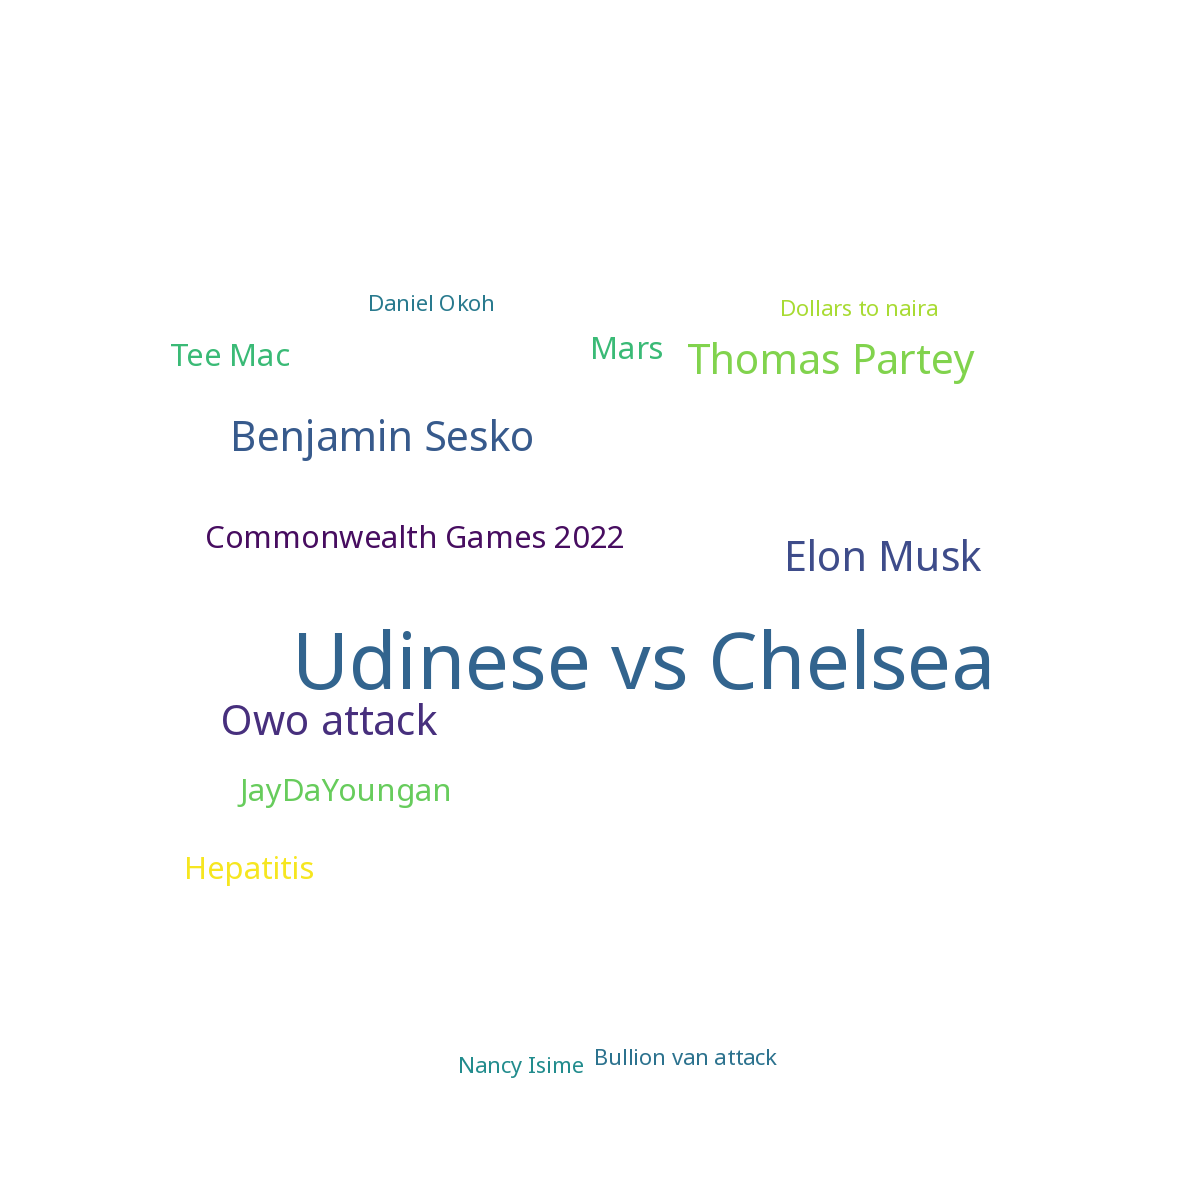 Daniel Okoh
Dollars to naira
Tee Mac
Mars
Thomas Partey
Benjamin Sesko
Commonwealth Games 2022
Elon Musk
Udinese vs Chelsea
Owo attack
JayDaYoungan
Hepatitis
Nancy Isime
Bullion van attack